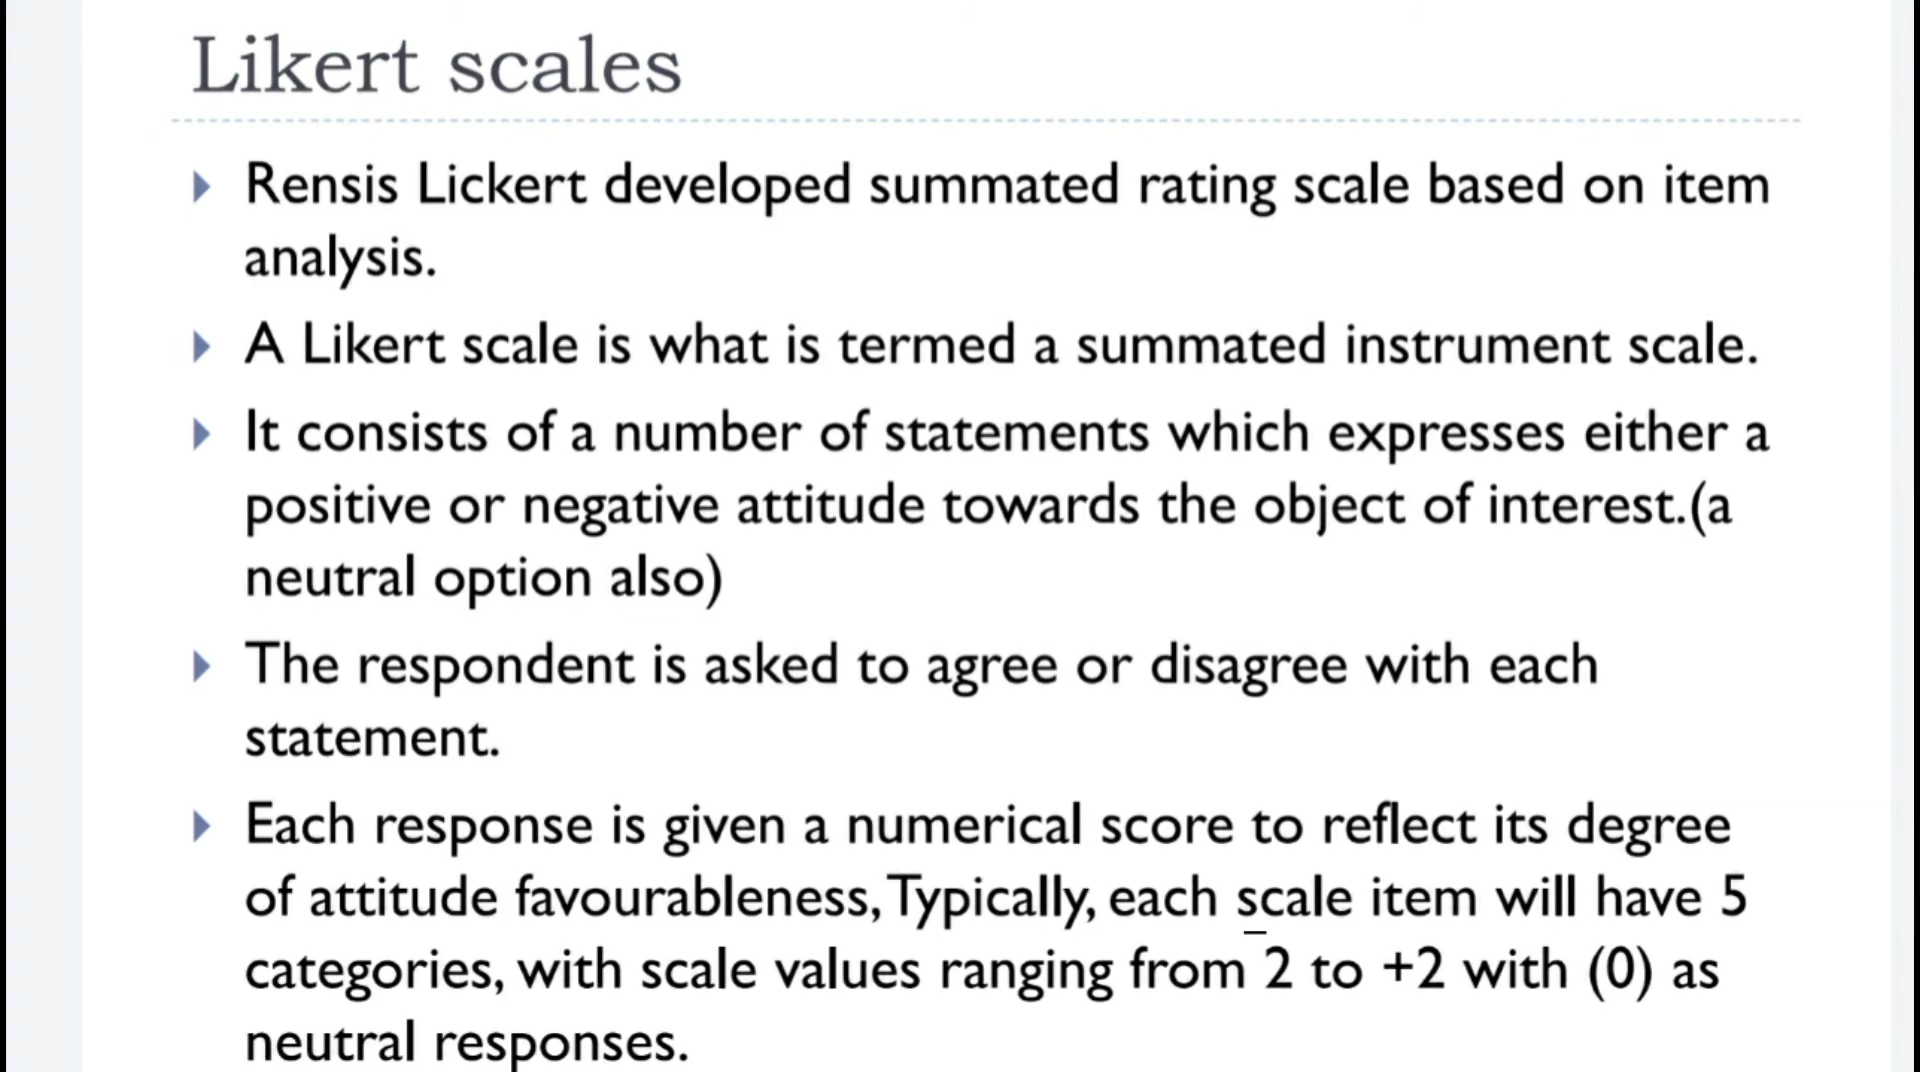 Likert scales
Rensis Lickert developed summated rating scale based on item
analysis.
A Likert scale is what is termed a summated instrument scale.
It consists of a number of statements which expresses either a
positive or negative attitude towards the object of interest.(a
neutral option also)
The respondent is asked to agree or disagree with each
statement.
Each response is given a numerical score to reflect its degree
of attitude favourableness,Typically, each scale item will have 5
categories, with scale values ranging from ‾2 to +2 with (0) as
neutral responses.